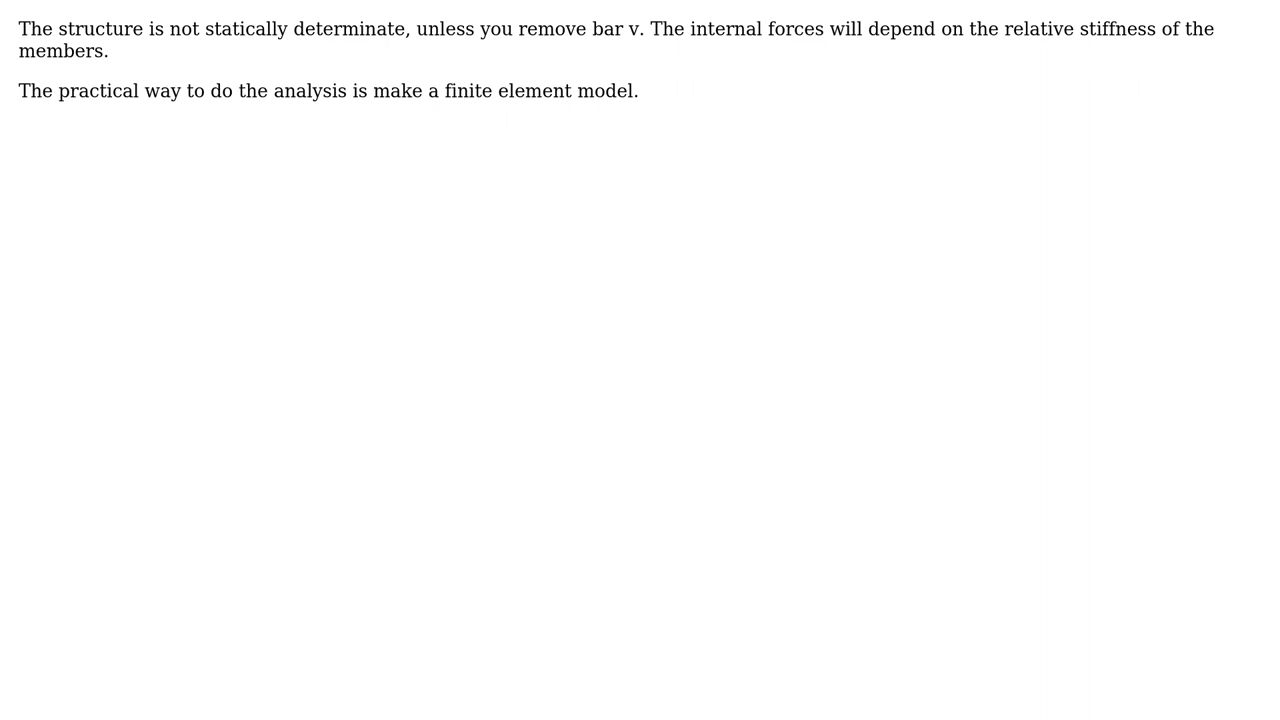 The structure is not statically determinate, unless you remove bar v. The internal forces will depend on the relative stiffness of the
members.
The practical way to do the analysis is make a finite element model.